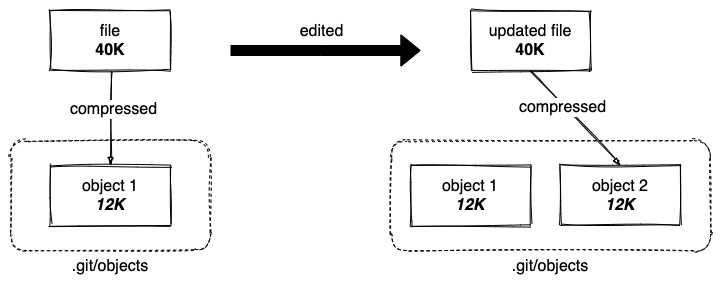 file
40K
edited
updated file
40K
compressed
compressed
object 1
12K
object 1
12K
object 2
12K
.git/objects
.git/objects